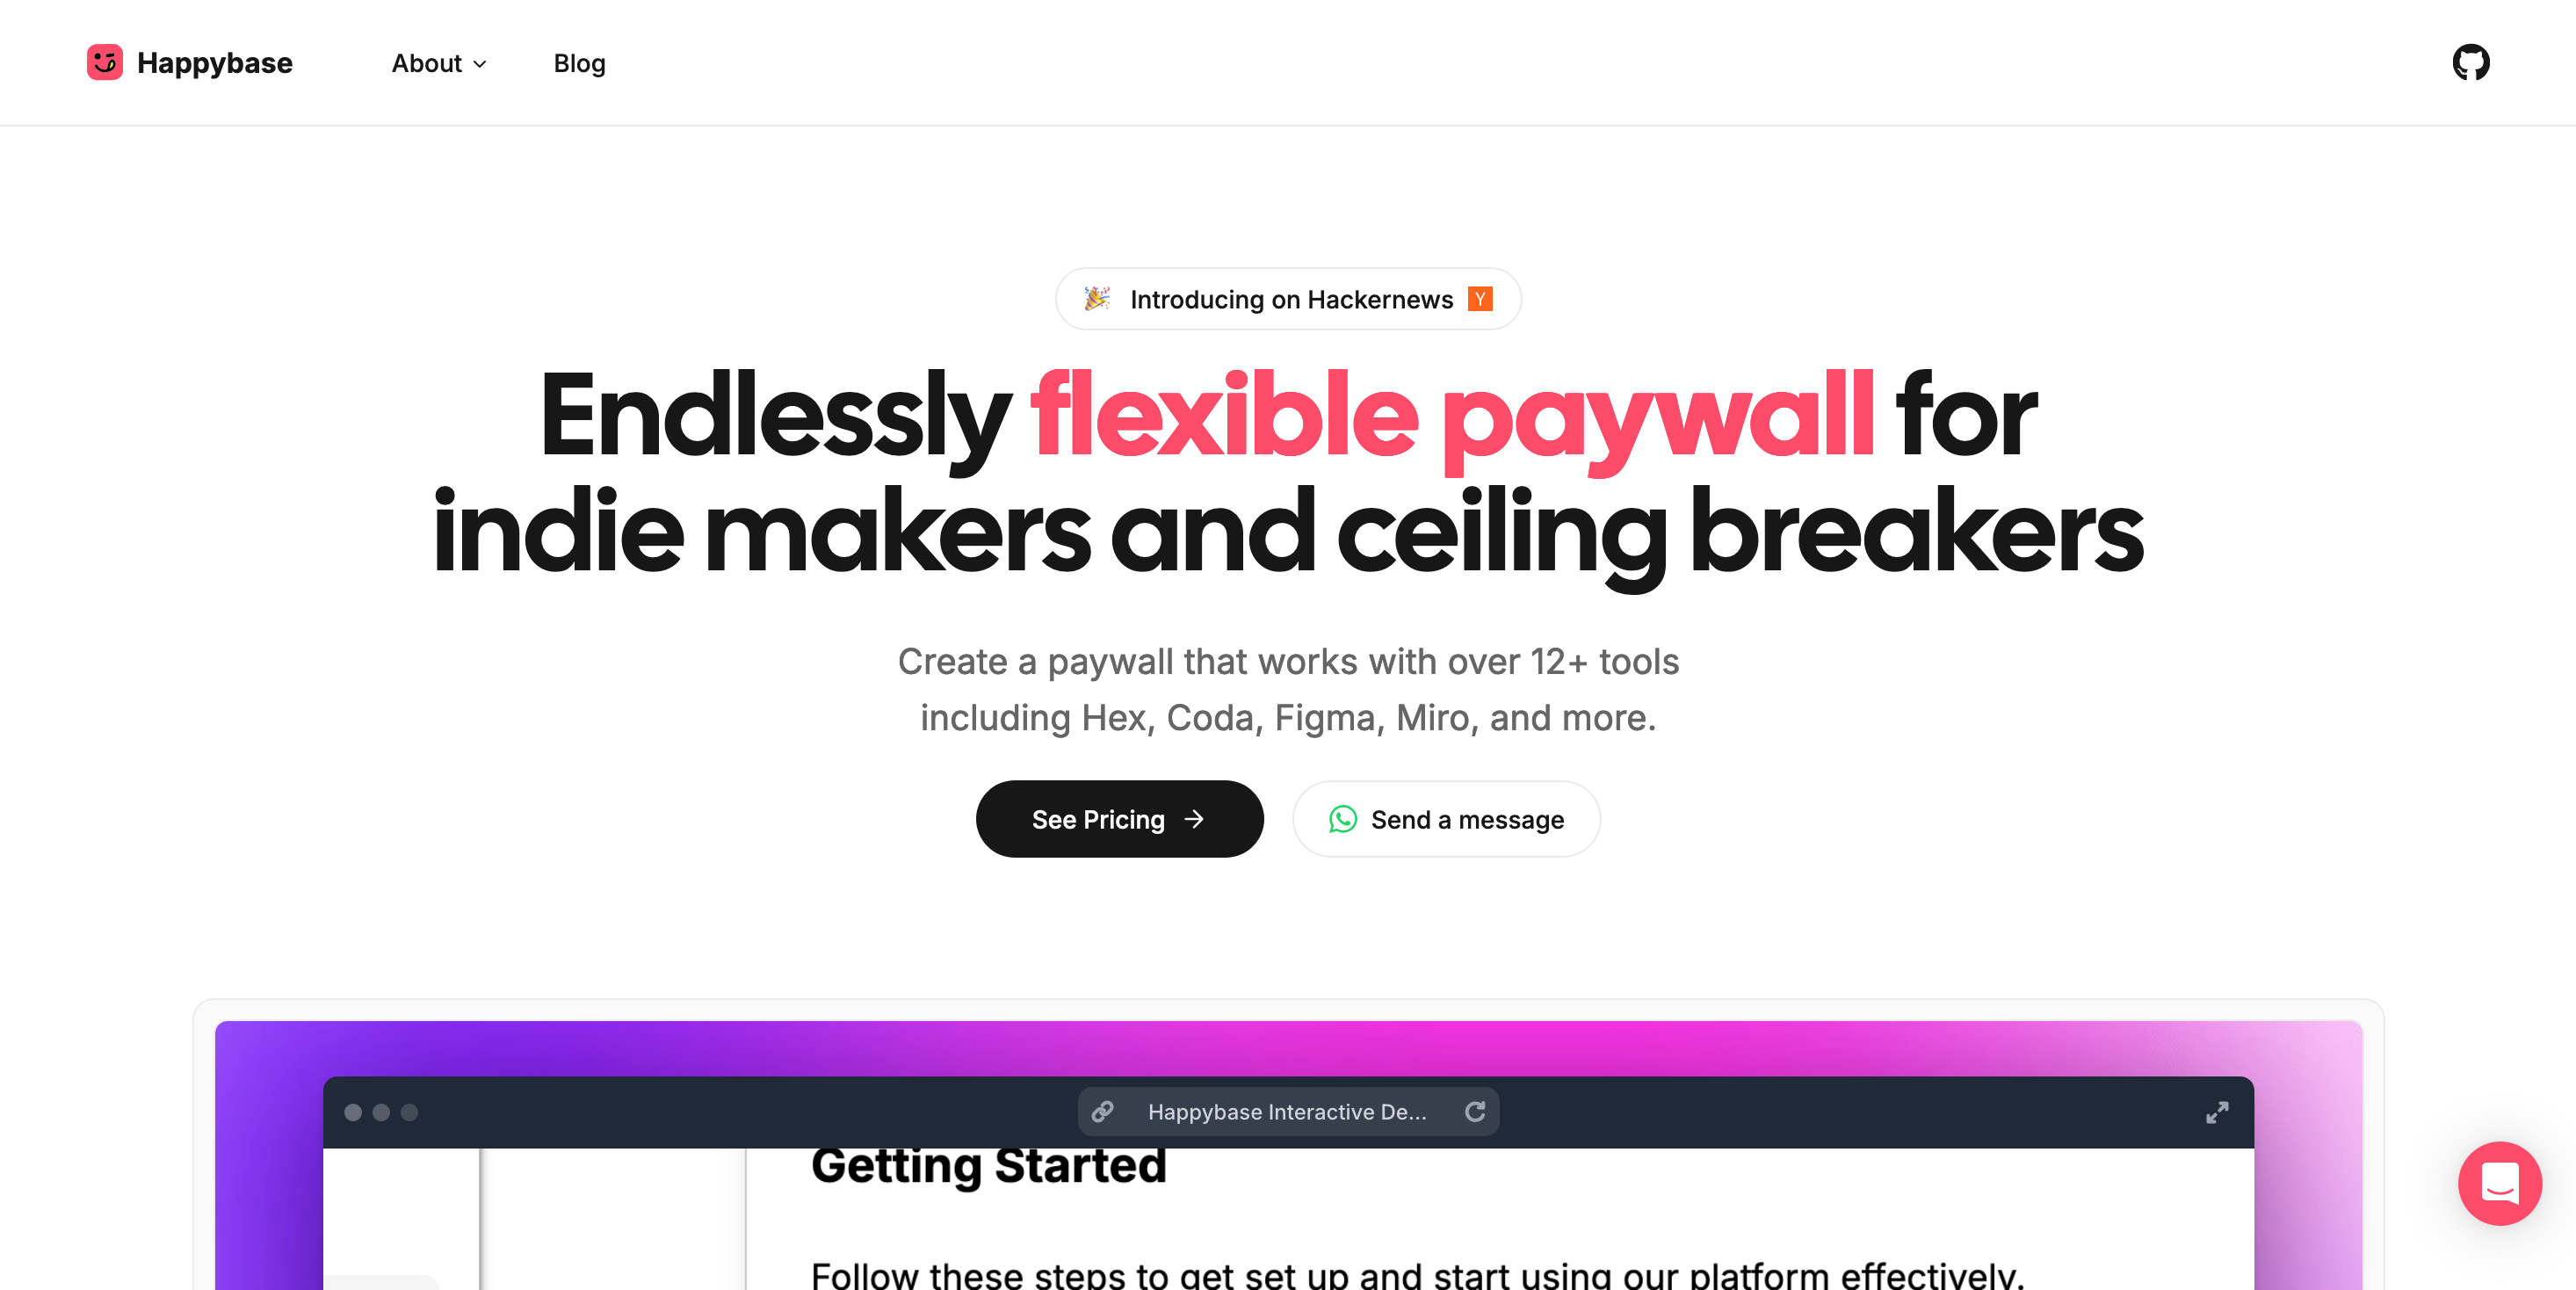 Happybase
About
Blog
Introducing on Hackernews Y
Endlessly flexible paywall for
indie makers and ceiling breakers
Create a paywall that works with over 12+ tools
including Hex, Coda, Figma, Miro, and more.
See Pricing →
Send a message
Happybase Interactive De...
Getting Started
Follow these steps to get set up and start using our platform effectively.